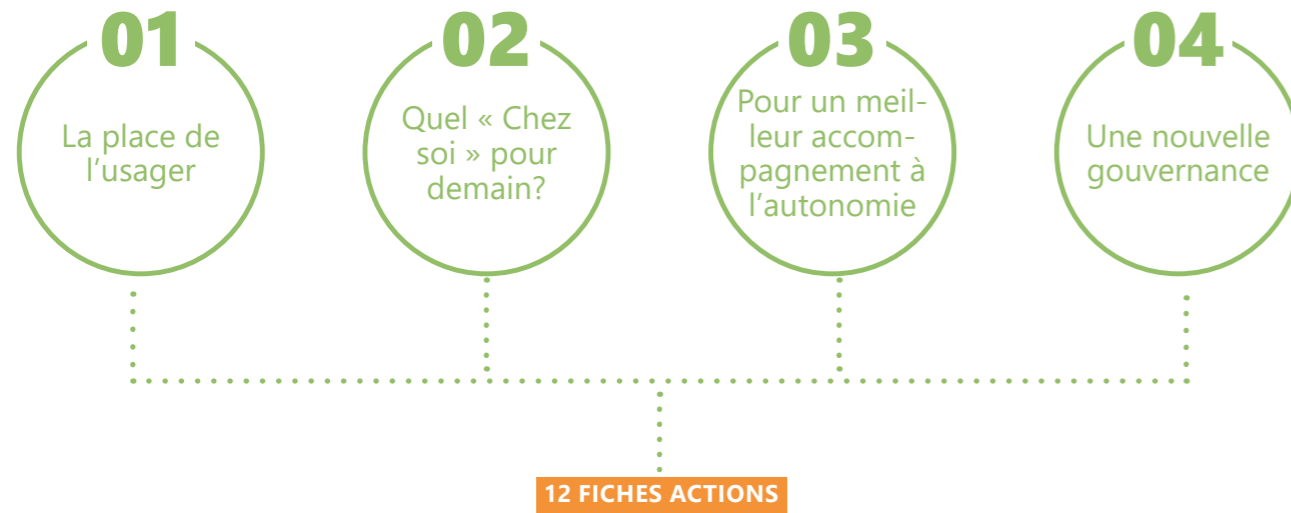 01
La place de
l’usager
02
Quel « Chez
soi » pour
demain?
03
Pour un meil-
leur accom-
pagnement à
l’autonomie
04
Une nouvelle
gouvernance
12 FICHES ACTIONS